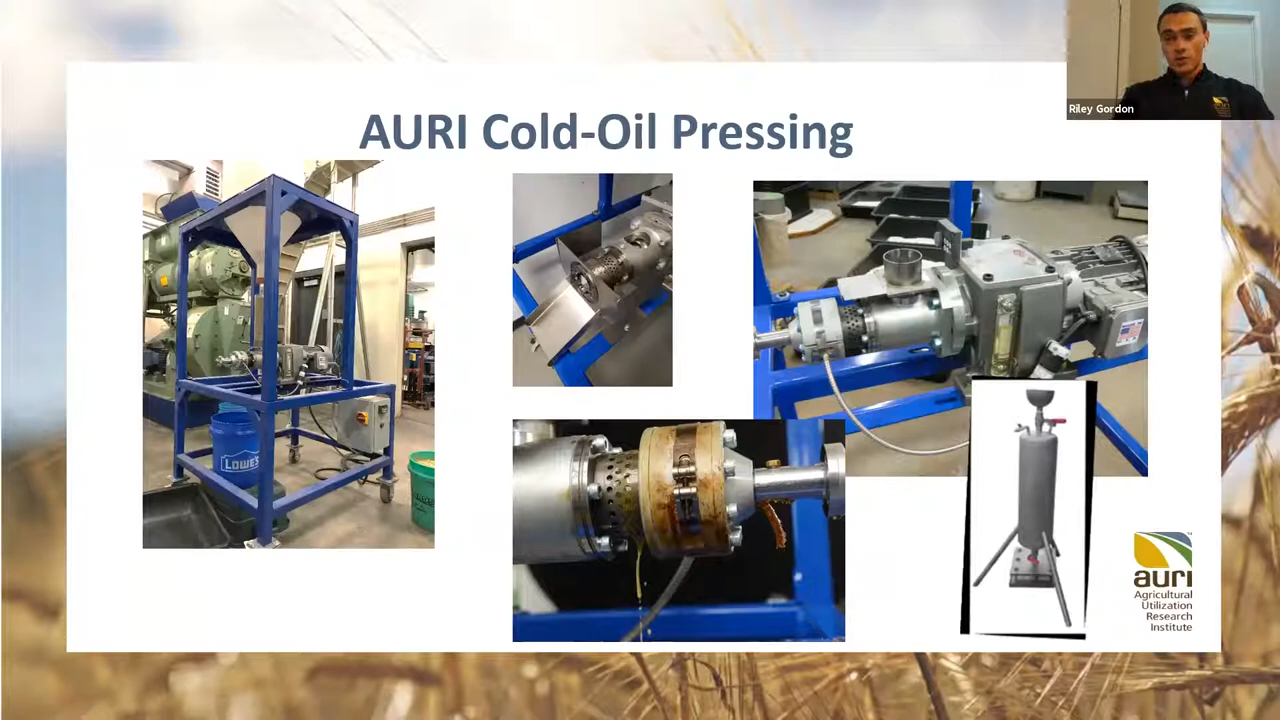 AURI Cold-Oil Pressing
Riley Gordon
LOWE'S
auri
Agricultural
Utilization
Research
Institute